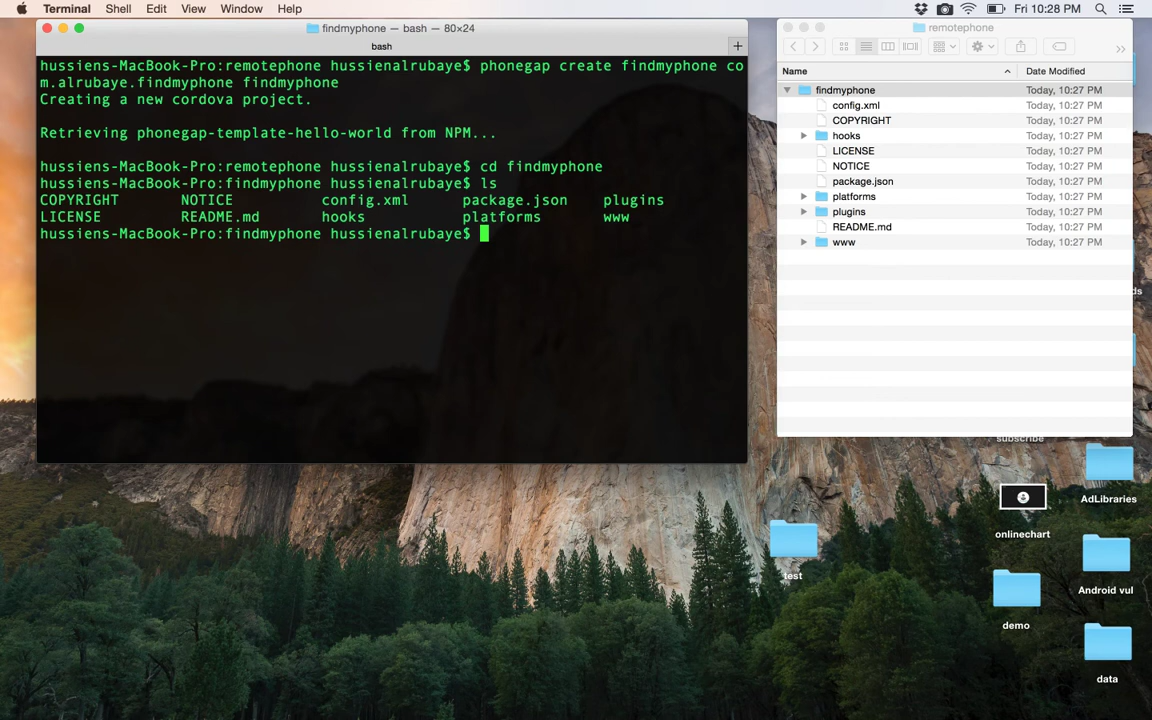 Terminal Shell Edit View Window Help Fri 10:28 PM
findmyphone — bash — 80×24
bash
hussiens-MacBook-Pro:remotephone hussienalrubaye$ phonegap create findmyphone co
m.alrubaye.findmyphone findmyphone
Creating a new cordova project.
Retrieving phonegap-template-hello-world from NPM...
hussiens-MacBook-Pro:remotephone hussienalrubaye$ cd findmyphone
hussiens-MacBook-Pro:findmyphone hussienalrubaye$ ls
COPYRIGHT NOTICE config.xml package.json plugins
LICENSE README.md hooks platforms www
hussiens-MacBook-Pro:findmyphone hussienalrubaye$
remotephone
Name Date Modified
findmyphone Today, 10:27 PM
config.xml Today, 10:27 PM
COPYRIGHT Today, 10:27 PM
hooks Today, 10:27 PM
LICENSE Today, 10:27 PM
NOTICE Today, 10:27 PM
package.json Today, 10:27 PM
platforms Today, 10:27 PM
plugins Today, 10:27 PM
README.md Today, 10:27 PM
www Today, 10:27 PM
subscribe
AdLibraries
onlinechart
test
Android vul
demo
data